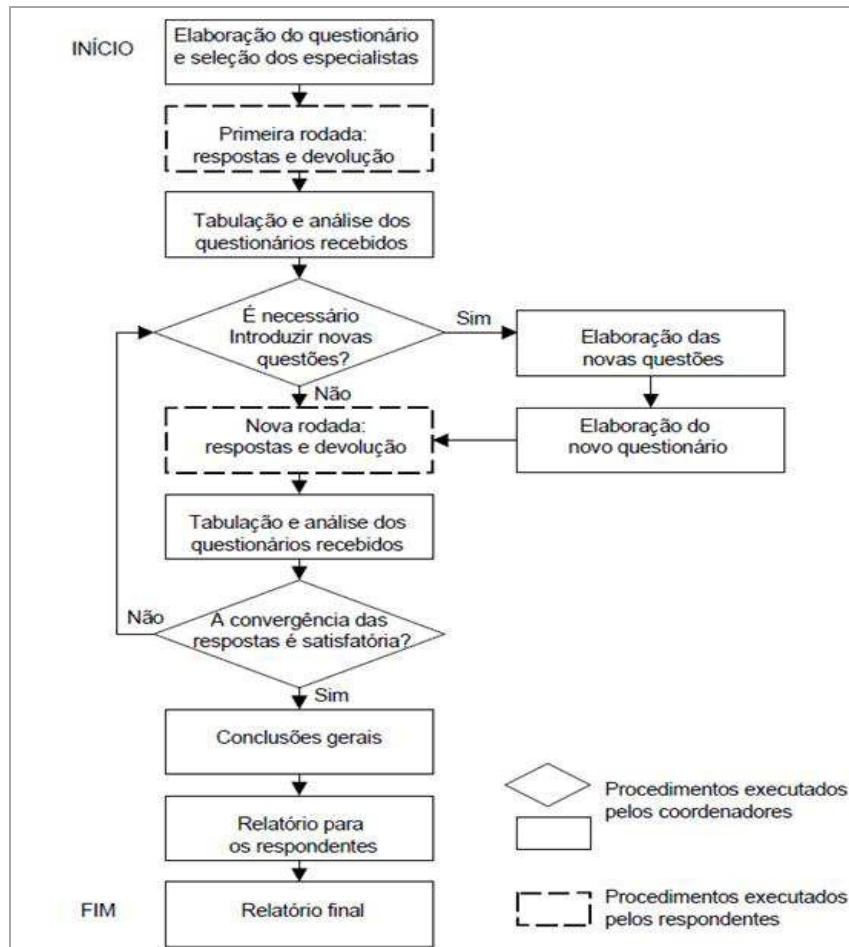 INÍCIO
Elaboração do questionário
e seleção dos especialistas
Primeira rodada:
respostas e devolução
Tabulação e análise dos
questionários recebidos
É necessário
Introduzir novas
questões?
Sim
Elaboração das
novas questões
Não
Nova rodada:
respostas e devolução
Elaboração do
novo questionário
Tabulação e análise dos
questionários recebidos
Não
A convergência das
respostas é satisfatória?
Sim
Conclusões gerais
Procedimentos executados
pelos coordenadores
Relatório para
os respondentes
FIM
Relatório final
Procedimentos executados
pelos respondentes